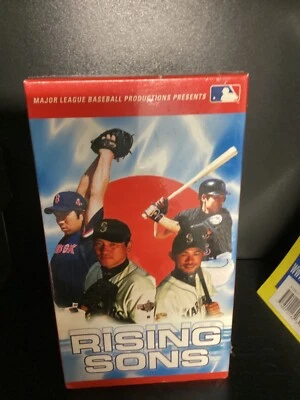 MAJOR LEAGUE BASEBALL PRODUCTIONS PRESENTS
RISING
SONS